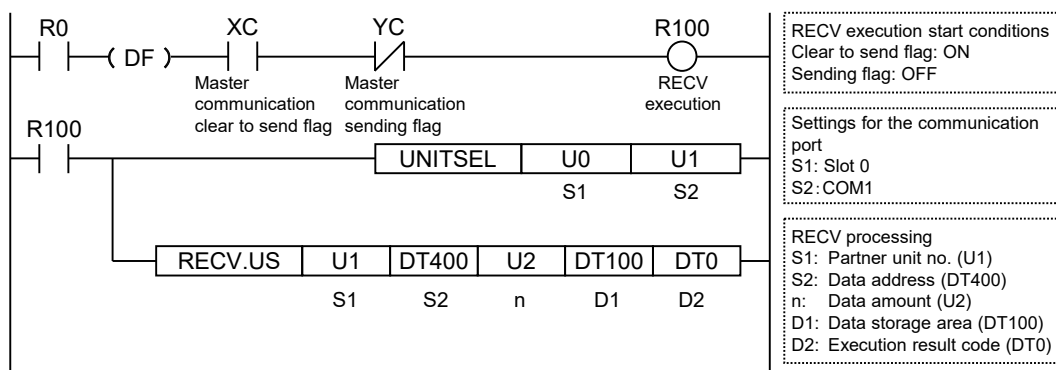 R0
XC
YC
R100
( DF )
Master
communication
clear to send flag
Master
communication
sending flag
RECV
execution
RECV execution start conditions
Clear to send flag: ON
Sending flag: OFF
R100
UNITSEL U0 U1
S1 S2
Settings for the communication
port
S1: Slot 0
S2:COM1
RECV.US U1 DT400 U2 DT100 DT0
S1 S2 n D1 D2
RECV processing
S1: Partner unit no. (U1)
S2: Data address (DT400)
n: Data amount (U2)
D1: Data storage area (DT100)
D2: Execution result code (DT0)